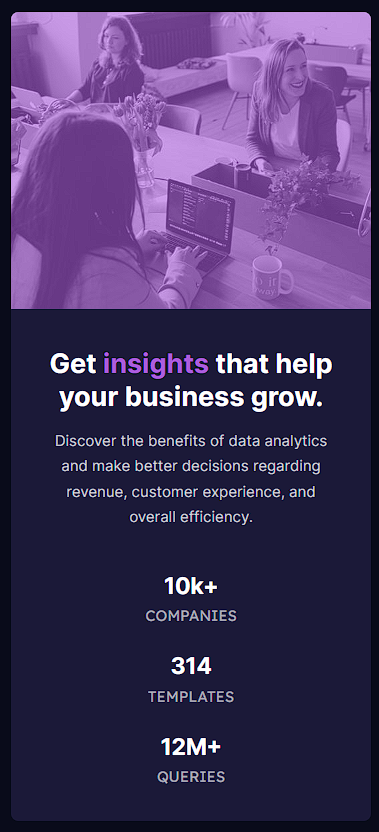 Get insights that help
your business grow.
Discover the benefits of data analytics
and make better decisions regarding
revenue, customer experience, and
overall efficiency.
10k+
COMPANIES
314
TEMPLATES
12M+
QUERIES